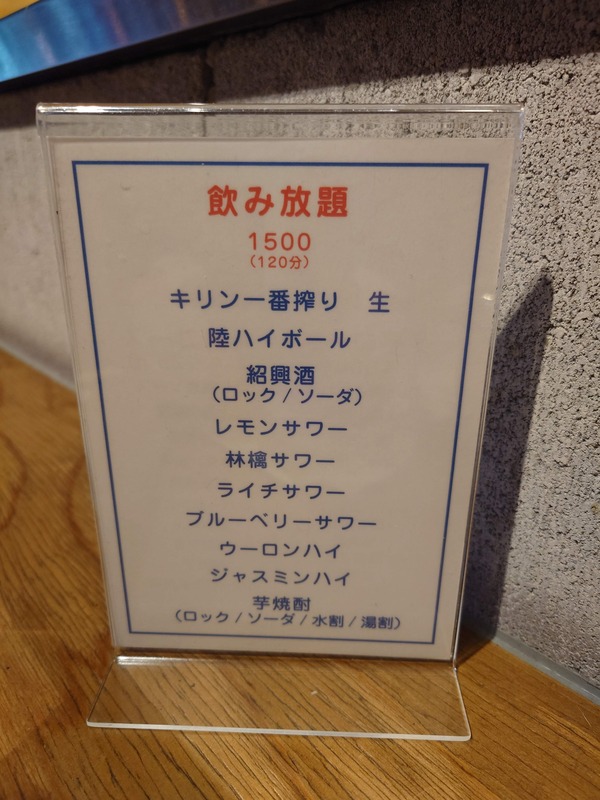 飲み放題
1500
(120分)
キリン一番搾り 生
陸ハイボール
紹興酒
(ロック/ソーダ)
レモンサワー
林檎サワー
ライチサワー
ブルーベリーサワー
ウーロンハイ
ジャスミンハイ
芋焼酎
(ロック/ソーダ/水割/湯割)